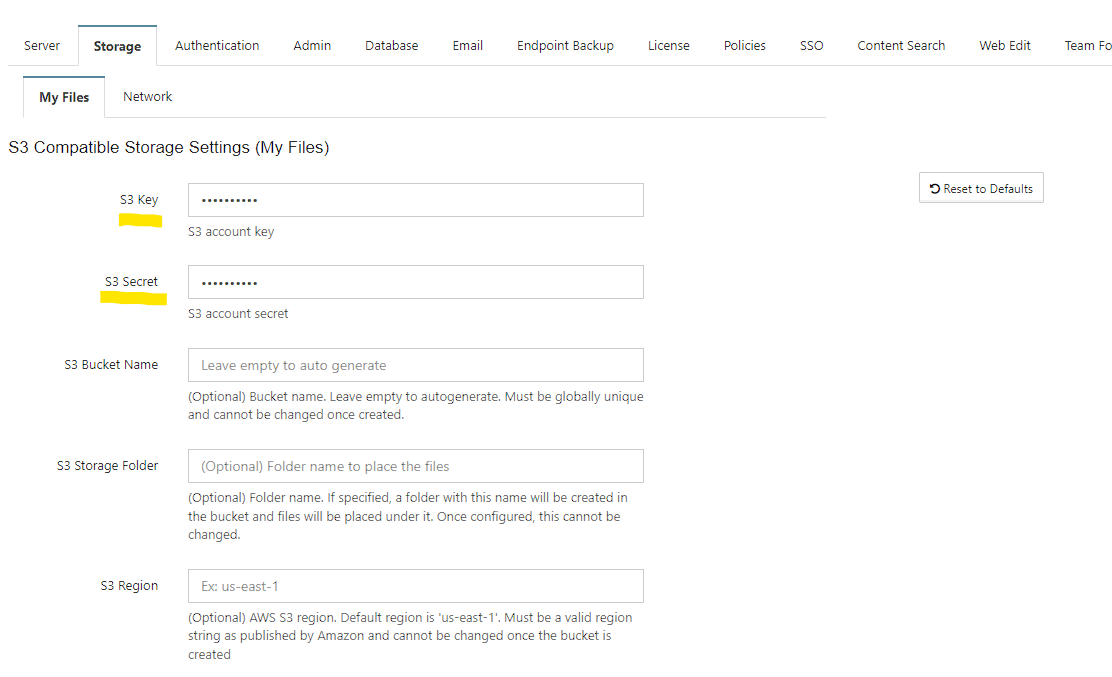 Server Storage Authentication Admin Database Email Endpoint Backup License Policies SSO Content Search Web Edit Team Fo
My Files Network
S3 Compatible Storage Settings (My Files)
Reset to Defaults
S3 Key ••••••••••
S3 account key
S3 Secret ••••••••••
S3 account secret
S3 Bucket Name Leave empty to auto generate
(Optional) Bucket name. Leave empty to autogenerate. Must be globally unique
and cannot be changed once created.
S3 Storage Folder (Optional) Folder name to place the files
(Optional) Folder name. If specified, a folder with this name will be created in
the bucket and files will be placed under it. Once configured, this cannot be
changed.
S3 Region Ex: us-east-1
(Optional) AWS S3 region. Default region is 'us-east-1'. Must be a valid region
string as published by Amazon and cannot be changed once the bucket is
created